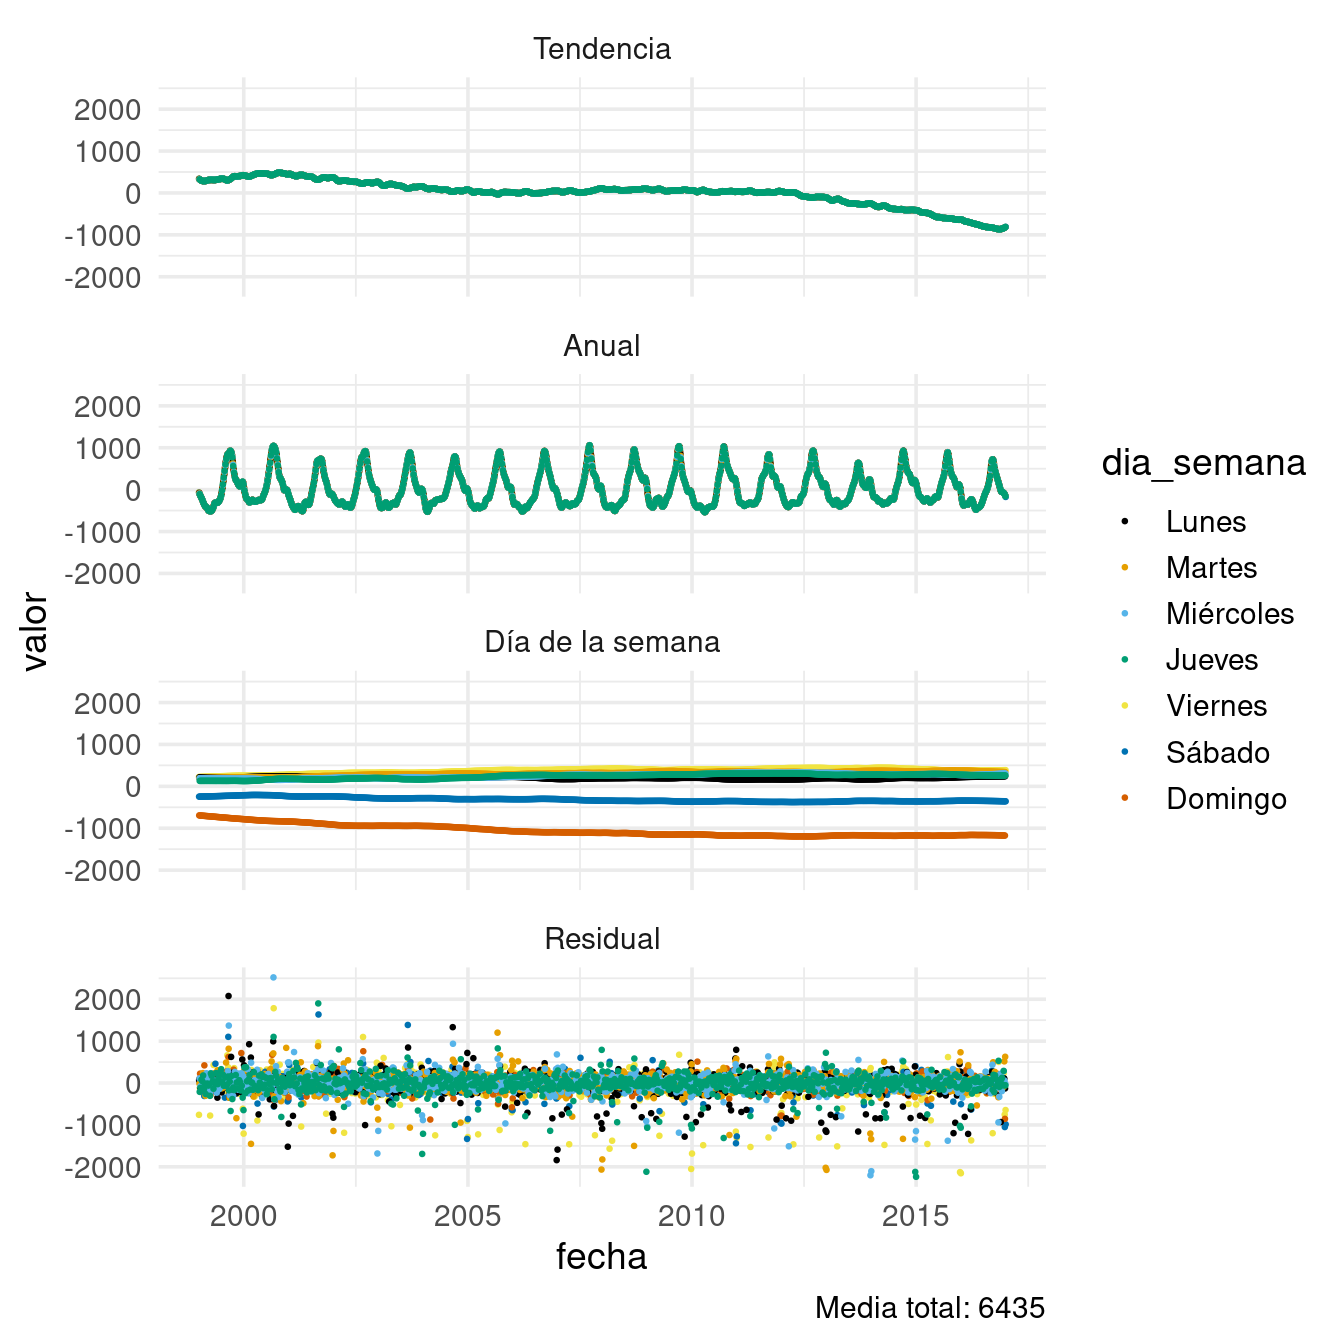 Tendencia
2000
1000
0
-1000
-2000
Anual
2000
1000
0
-1000
-2000
Día de la semana
2000
1000
0
-1000
-2000
Residual
2000
1000
0
-1000
-2000
2000 2005 2010 2015
fecha
valor
dia_semana
Lunes
Martes
Miércoles
Jueves
Viernes
Sábado
Domingo
Media total: 6435